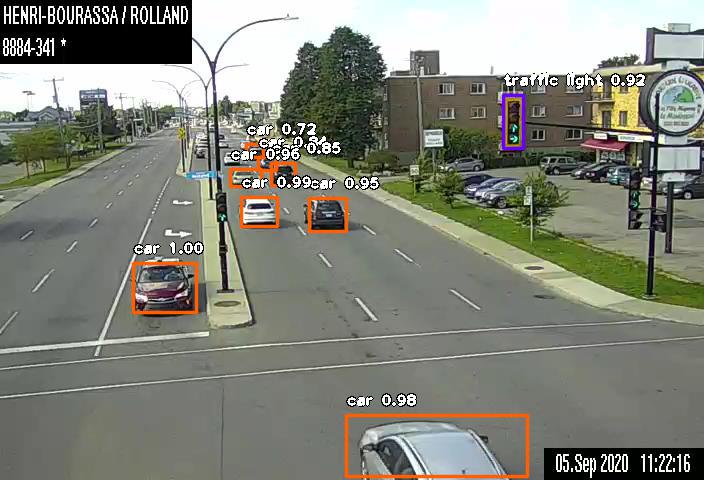 HENRI-BOURASSA / ROLLAND
8884-341 *
traffic light 0.92
car 0.72
car 0.96
0.85
car 0.99
car 0.95
car 1.00
car 0.98
05.Sep 2020 11:22:16